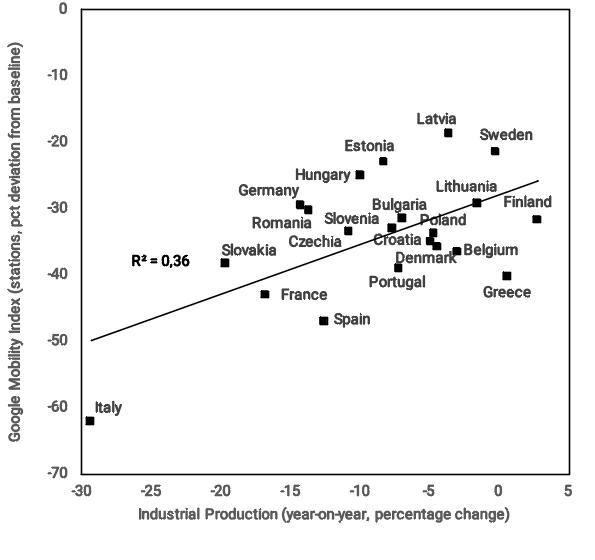 Google Mobility Index (stations, pct deviation from baseline)
0
-10
-20
-30
-40
-50
-60
-70
Latvia
Sweden
Estonia
Hungary
Germany
Lithuania
Romania
Bulgaria
Finland
Slovenia
Poland
Czechia
Croatia
Slovakia
Denmark
Belgium
R² = 0,36
Portugal
Greece
France
Spain
Italy
-30 -25 -20 -15 -10 -5 0 5
Industrial Production (year-on-year, percentage change)